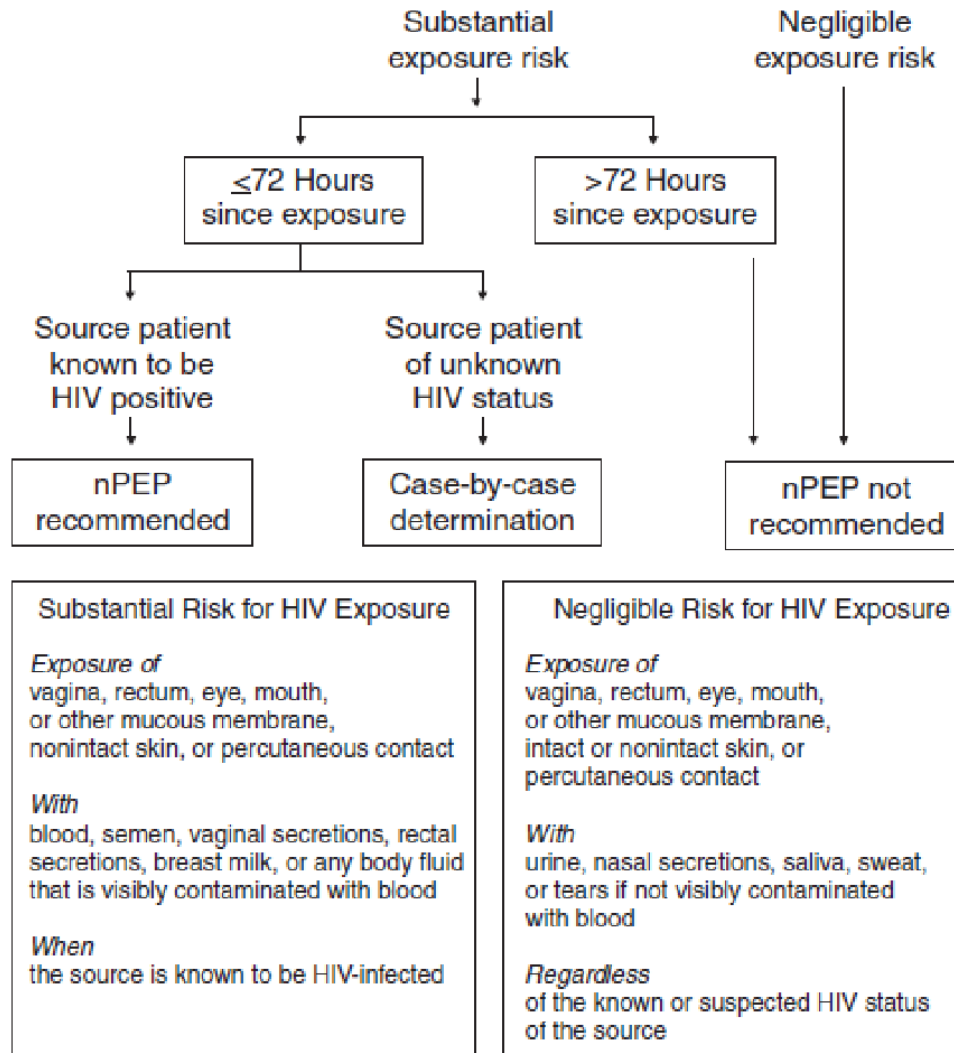 Substantial
exposure risk
Negligible
exposure risk
≤72 Hours
since exposure
>72 Hours
since exposure
Source patient
known to be
HIV positive
Source patient
of unknown
HIV status
nPEP
recommended
Case-by-case
determination
nPEP not
recommended
Substantial Risk for HIV Exposure
Exposure of
vagina, rectum, eye, mouth,
or other mucous membrane,
nonintact skin, or percutaneous contact
With
blood, semen, vaginal secretions, rectal
secretions, breast milk, or any body fluid
that is visibly contaminated with blood
When
the source is known to be HIV-infected
Negligible Risk for HIV Exposure
Exposure of
vagina, rectum, eye, mouth,
or other mucous membrane,
intact or nonintact skin, or
percutaneous contact
With
urine, nasal secretions, saliva, sweat,
or tears if not visibly contaminated
with blood
Regardless
of the known or suspected HIV status
of the source